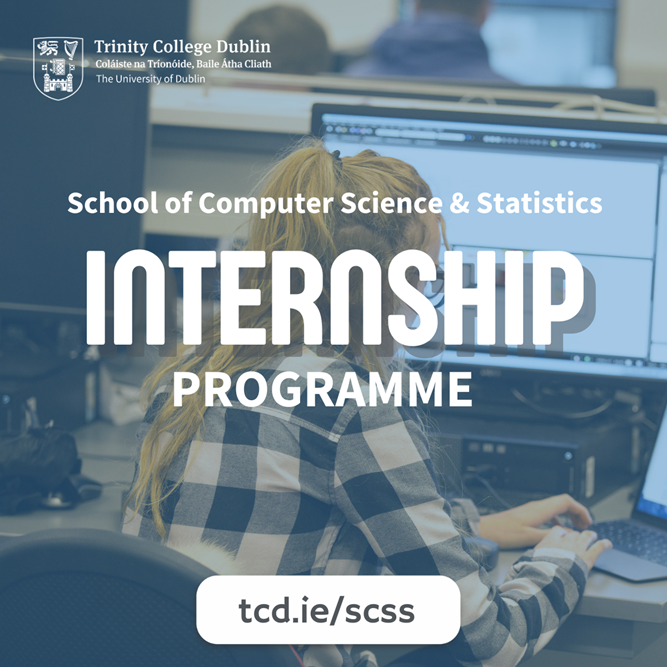 Trinity College Dublin
Coláiste na Tríonóide, Baile Átha Cliath
The University of Dublin
School of Computer Science & Statistics
INTERNSHIP
PROGRAMME
tcd.ie/scss